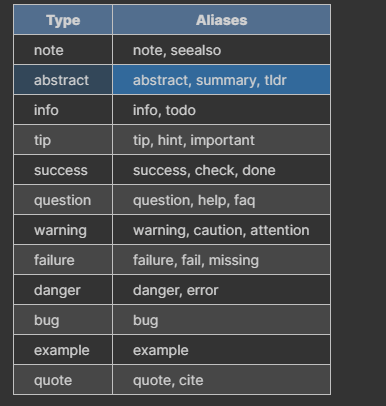 Type Aliases
note note, seealso
abstract abstract, summary, tldr
info info, todo
tip tip, hint, important
success success, check, done
question question, help, faq
warning warning, caution, attention
failure failure, fail, missing
danger danger, error
bug bug
example example
quote quote, cite